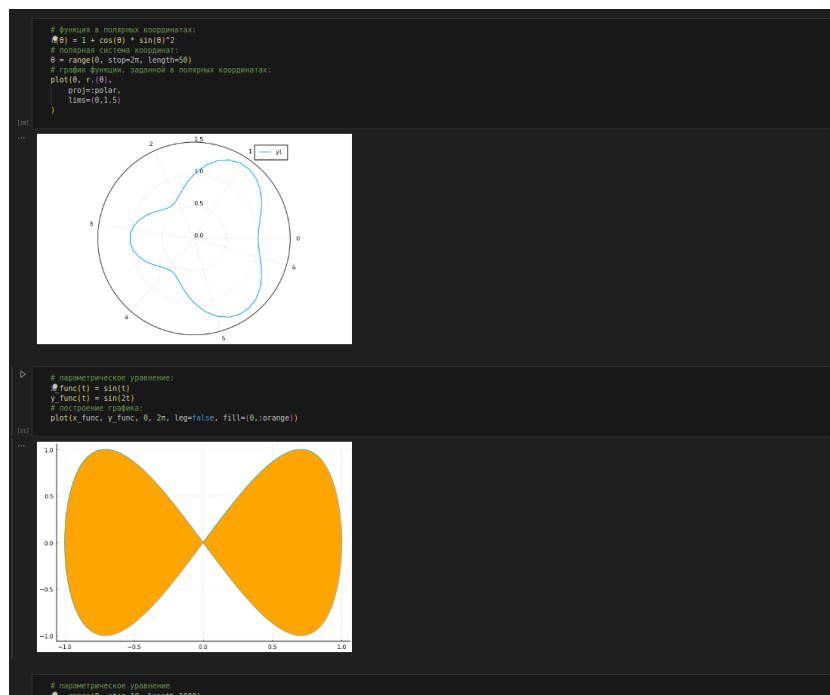 # функция в полярных координатах:
(θ) = 1 + cos(θ) * sin(θ)^2
# полярная система координат:
θ = range(0, stop=2π, length=50)
# график функции, заданной в полярных координатах:
plot(θ, r.(θ),
proj=:polar,
lims=(0,1.5)
)
[20]
...
2
1.5
1
y1
1.0
0.5
3
0.0
0
6
4
5
# параметрическое уравнение:
func(t) = sin(t)
y_func(t) = sin(2t)
# построение графика:
plot(x_func, y_func, 0, 2π, leg=false, fill=(0,:orange))
[21]
...
1.0
0.5
0.0
−0.5
−1.0
−1.0 −0.5 0.0 0.5 1.0
# параметрическое уравнение